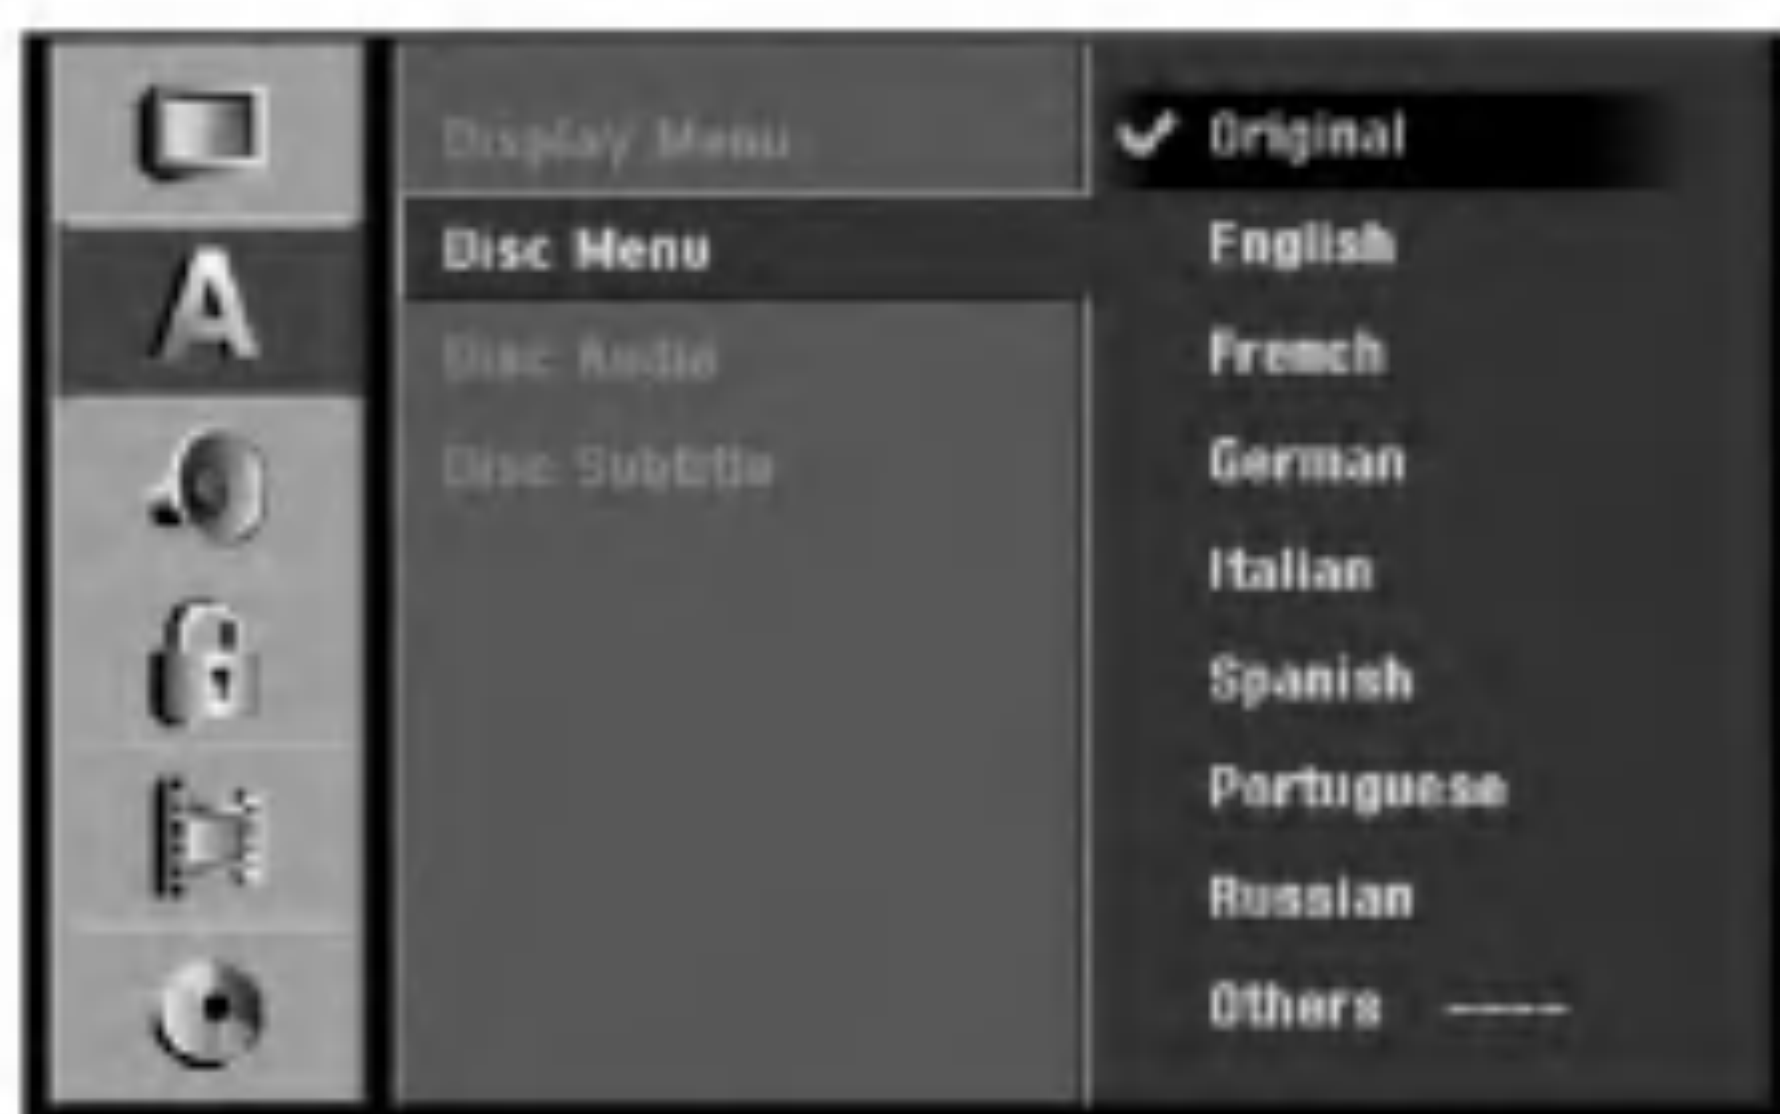 A
Display Menu
Disc Menu
Disc Audio
Disc Subtitle
Original
English
French
German
Italian
Spanish
Portuguese
Russian
Others ----